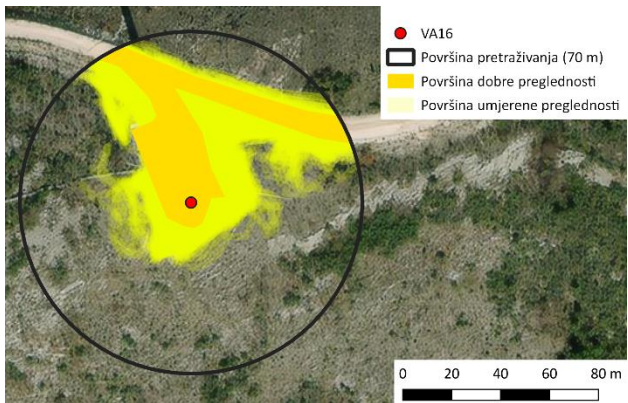 VA16
Površina pretraživanja (70 m)
Površina dobre preglednosti
Površina umjerene preglednosti
0 20 40 60 80 m